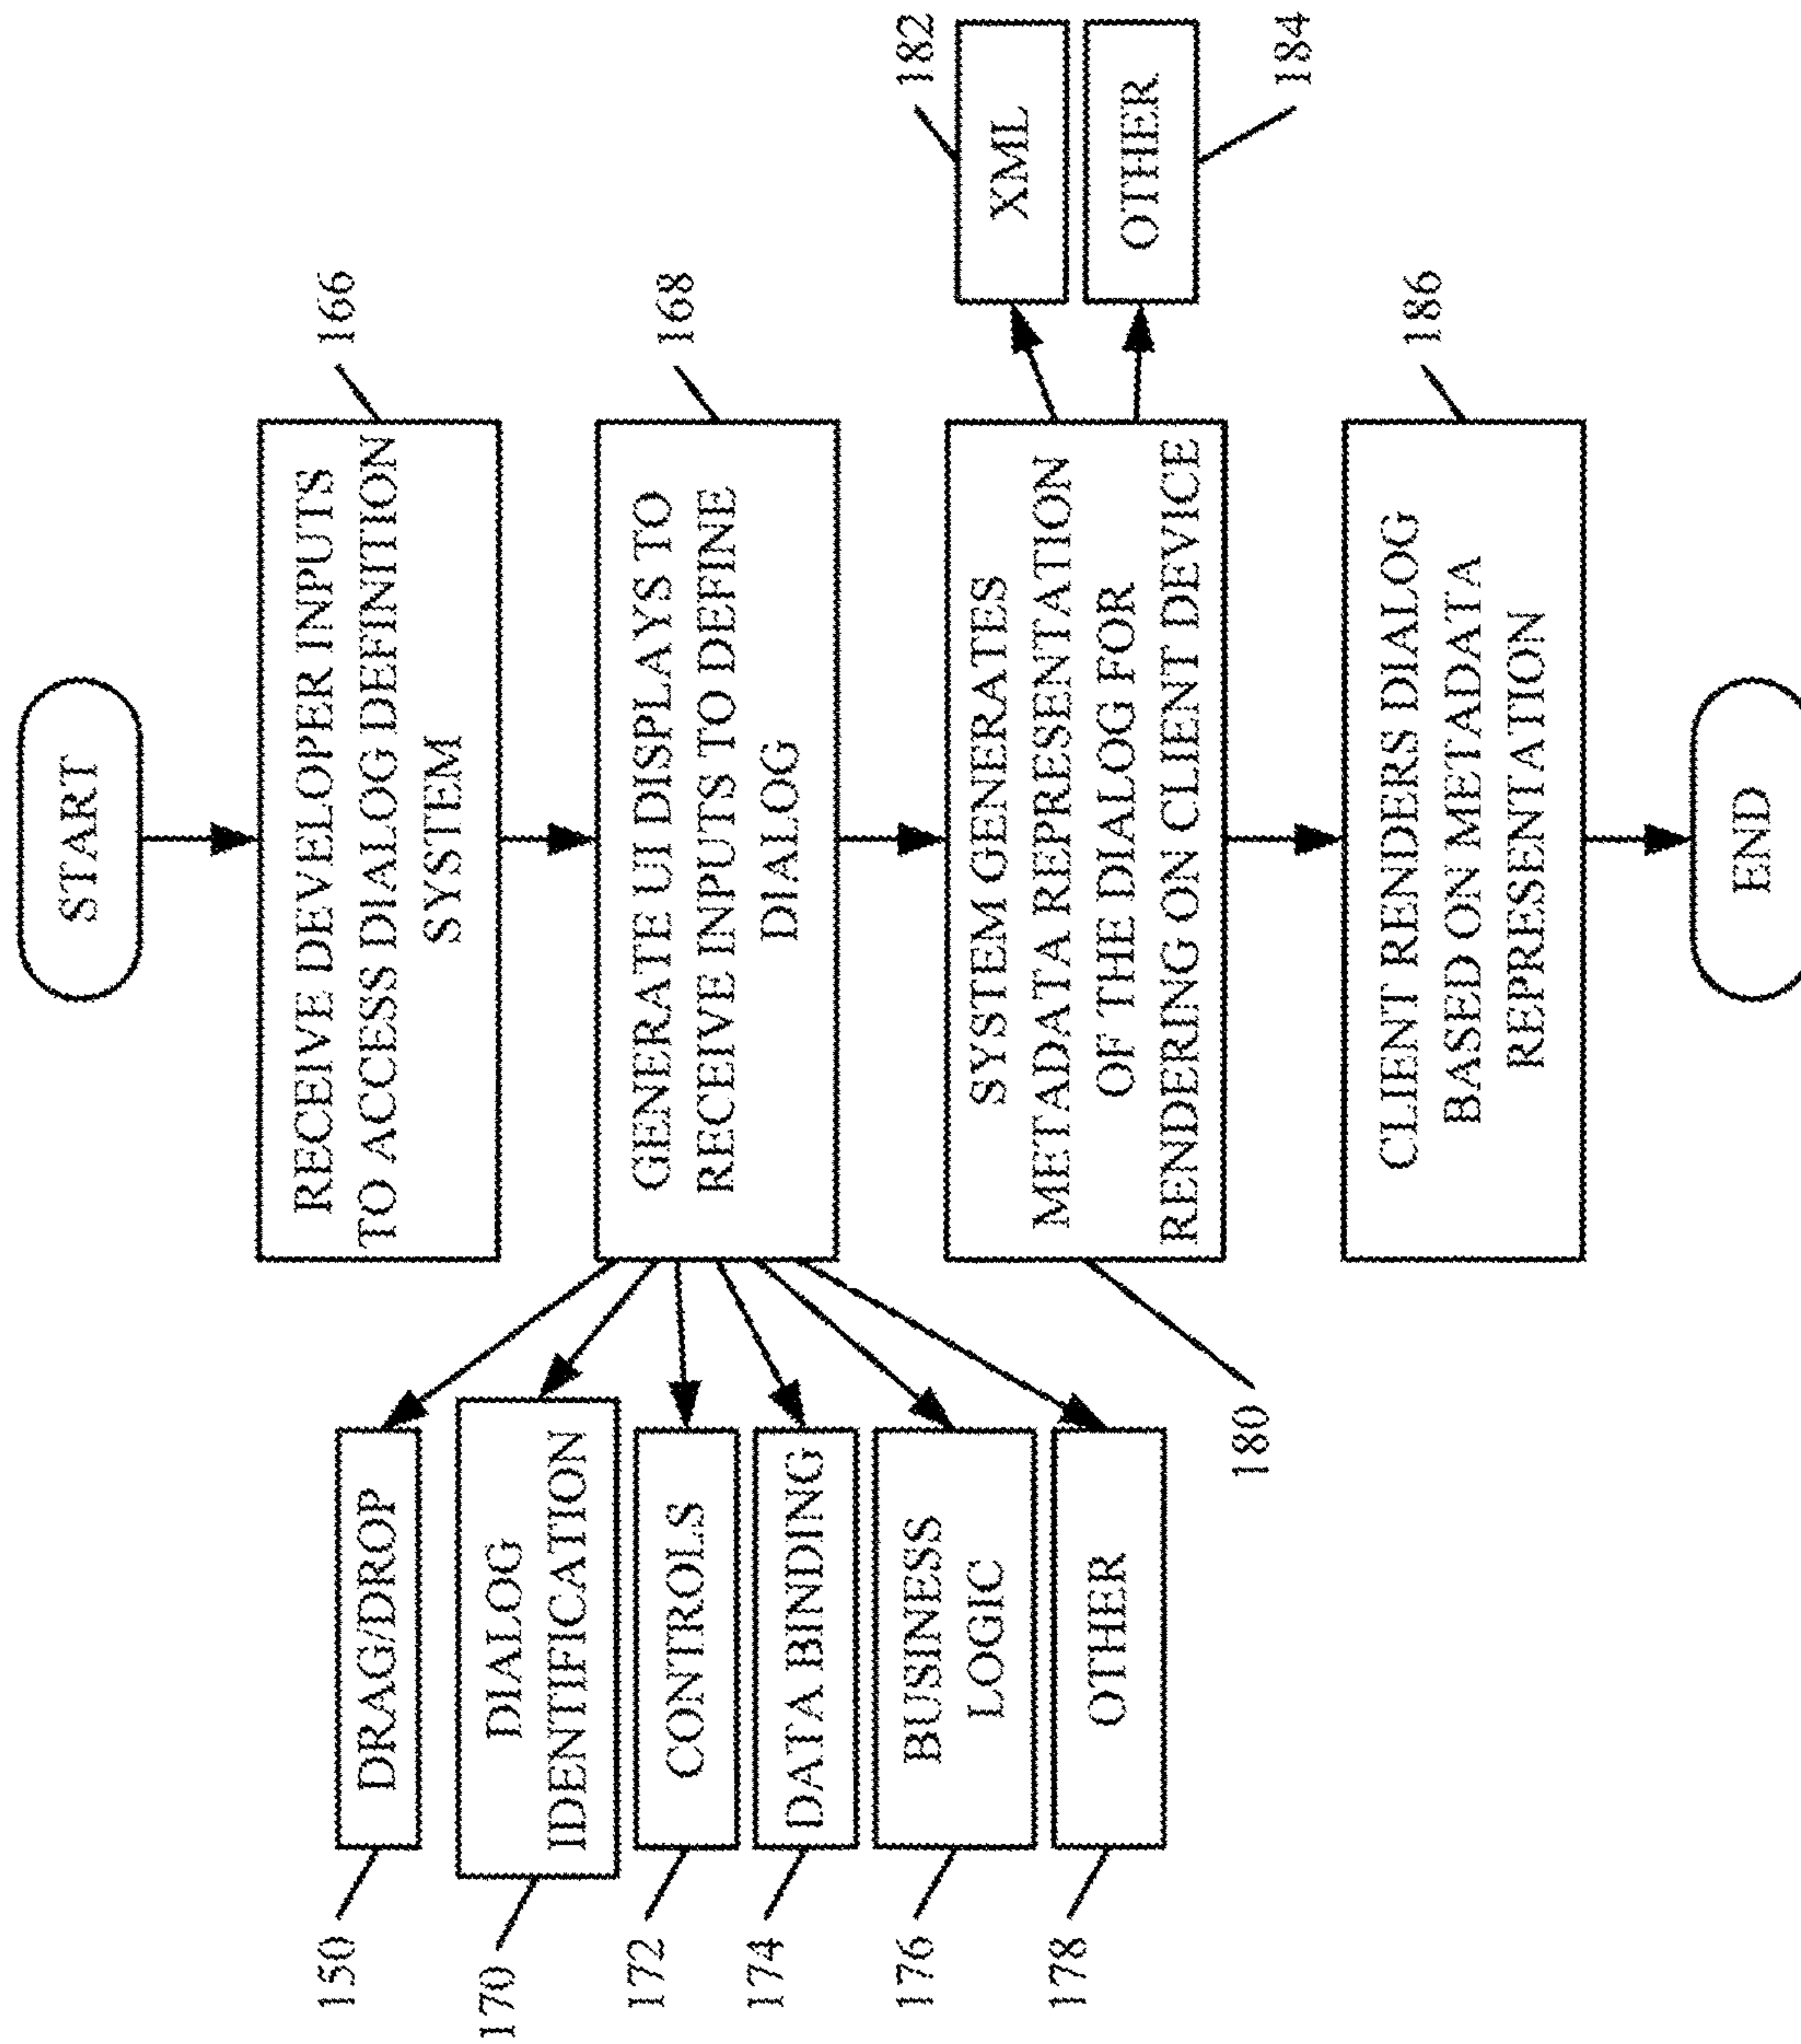 START
166
RECEIVE DEVELOPER INPUTS
TO ACCESS DIALOG DEFINITION
SYSTEM
168
GENERATE UI DISPLAYS TO
RECEIVE INPUTS TO DEFINE
DIALOG
150
DRAG/DROP
170
DIALOG
IDENTIFICATION
172
CONTROLS
174
DATA BINDING
176
BUSINESS
LOGIC
178
OTHER
180
SYSTEM GENERATES
METADATA REPRESENTATION
OF THE DIALOG FOR
RENDERING ON CLIENT DEVICE
182
XML
OTHER
184
186
CLIENT RENDERS DIALOG
BASED ON METADATA
REPRESENTATION
END